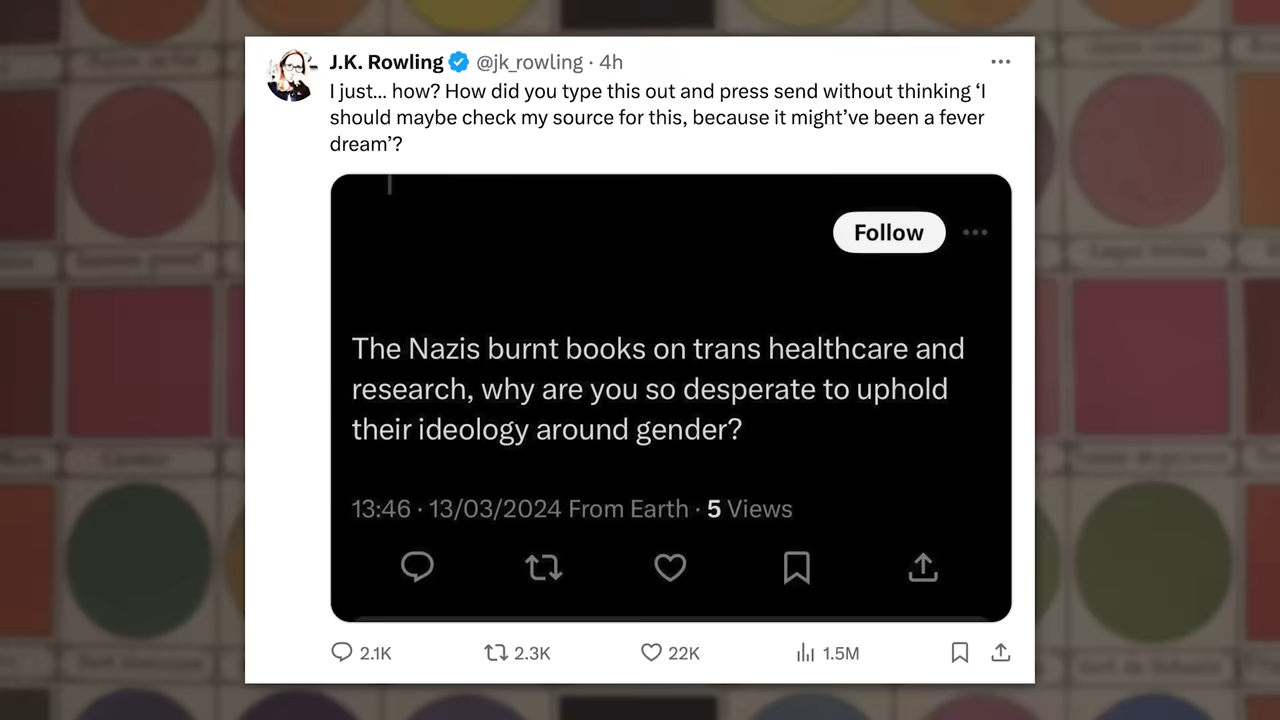 J.K. Rowling @jk_rowling · 4h
I just... how? How did you type this out and press send without thinking ‘I
should maybe check my source for this, because it might’ve been a fever
dream’?
Follow
The Nazis burnt books on trans healthcare and
research, why are you so desperate to uphold
their ideology around gender?
13:46 · 13/03/2024 From Earth · 5 Views
2.1K 2.3K 22K 1.5M